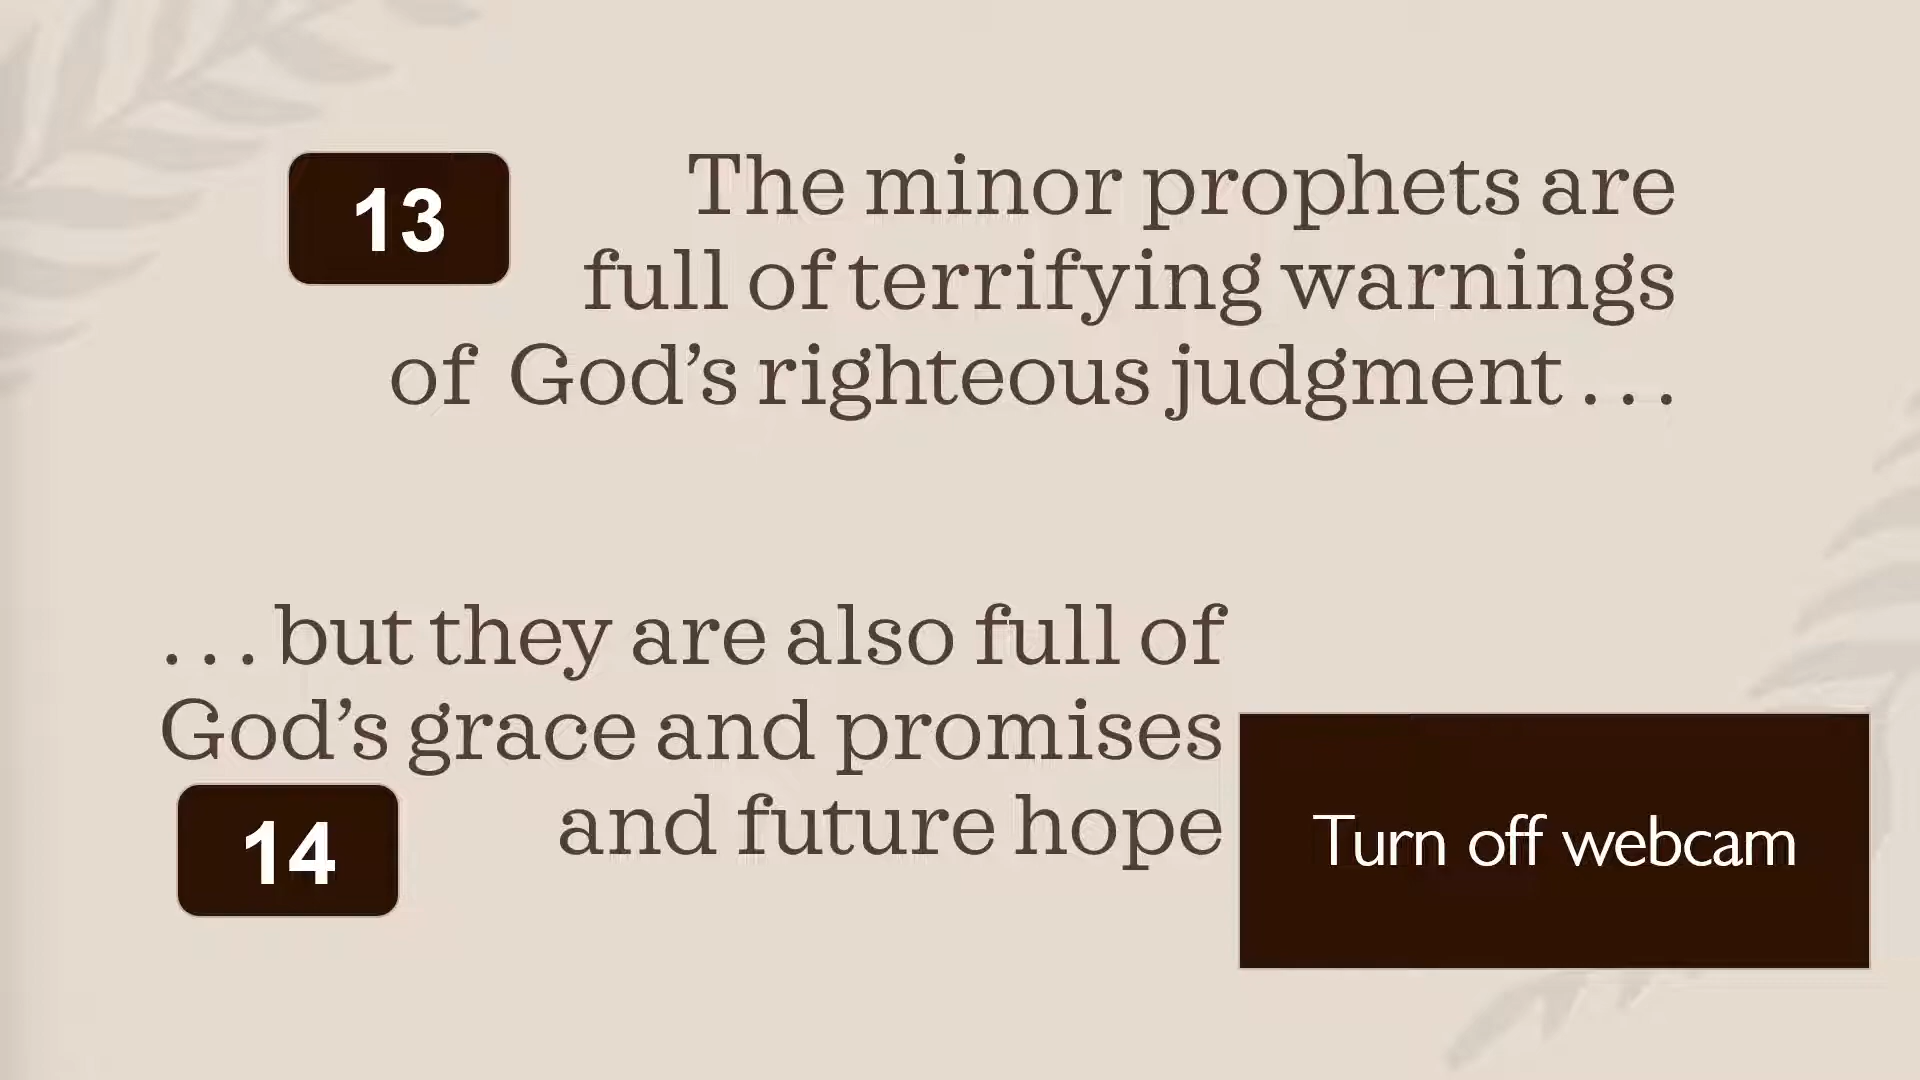 13
The minor prophets are
full of terrifying warnings
of God’s righteous judgment . . .
. . . but they are also full of
God’s grace and promises
and future hope
14
Turn off webcam